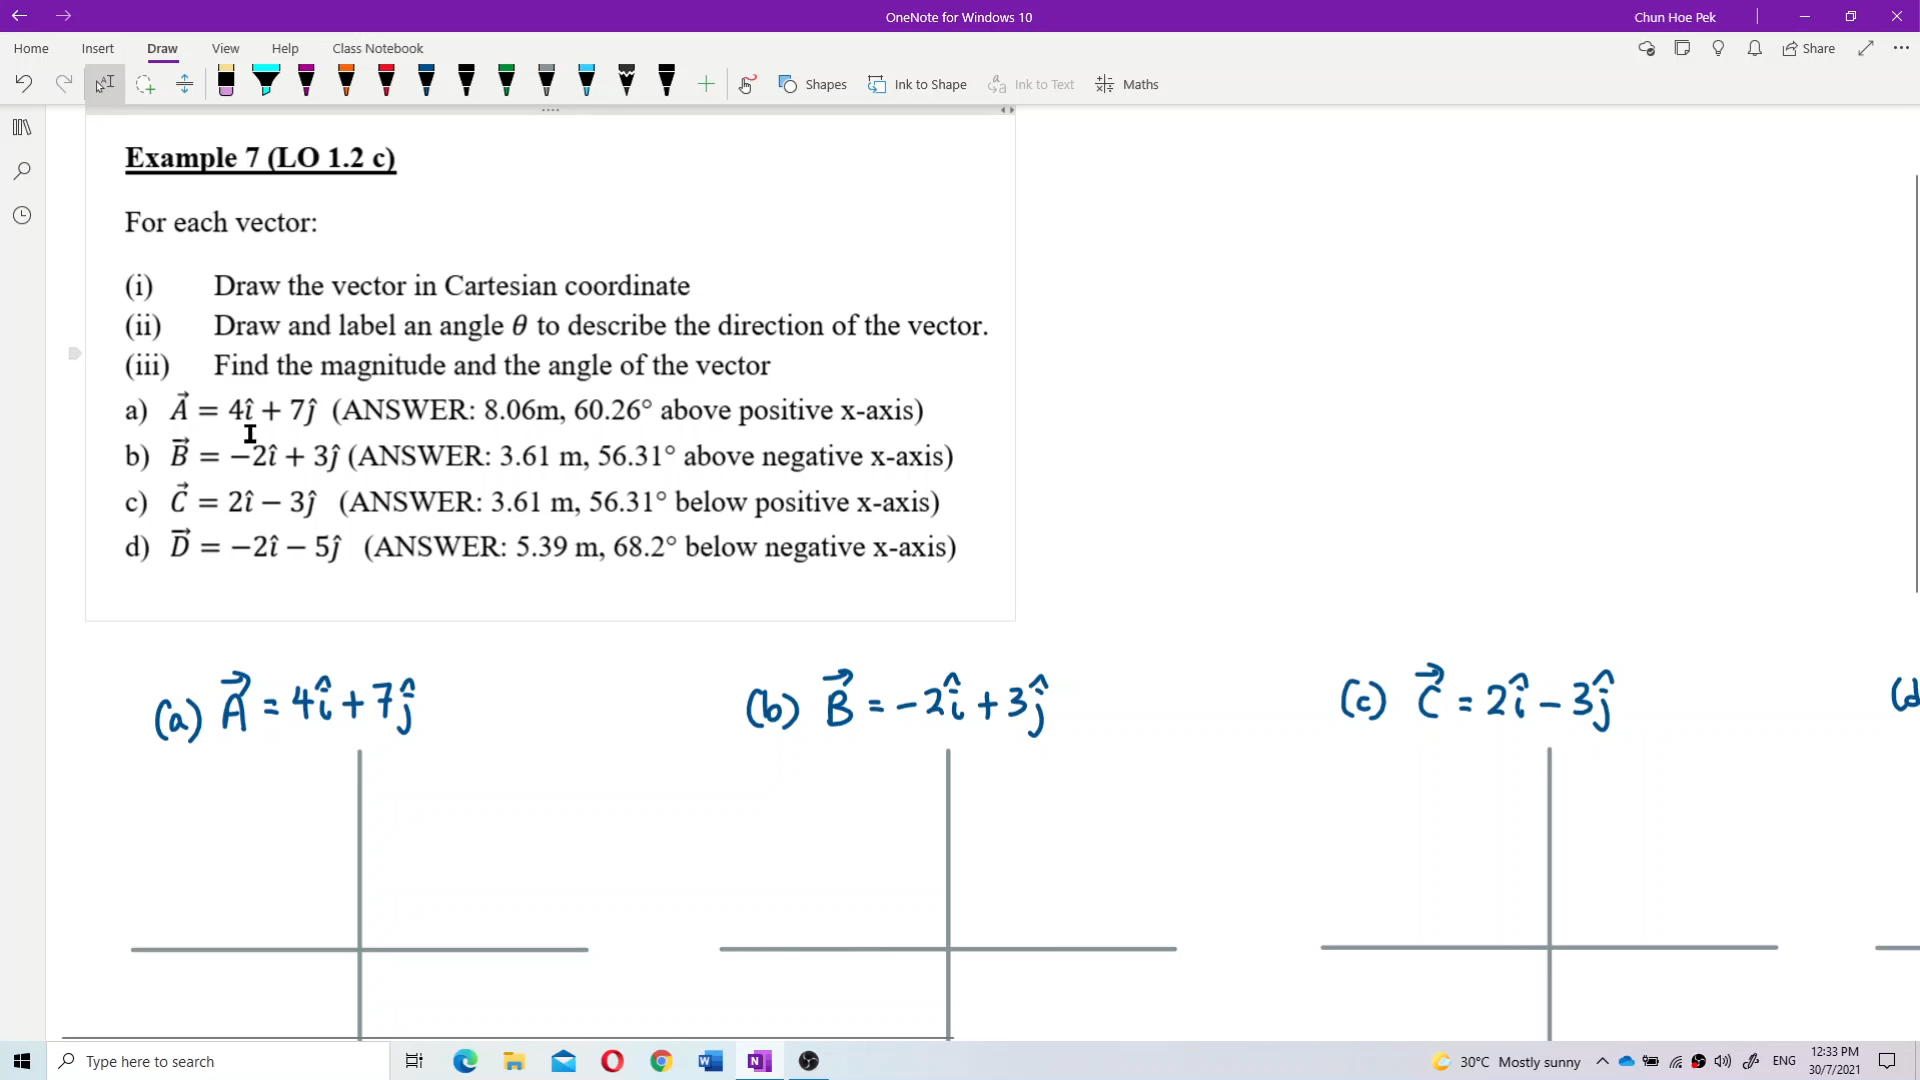 OneNote for Windows 10
Chun Hoe Pek
Home Insert Draw View Help Class Notebook
Share
Shapes Ink to Shape Ink to Text Maths
Example 7 (LO 1.2 c)
For each vector:
(i) Draw the vector in Cartesian coordinate
(ii) Draw and label an angle θ to describe the direction of the vector.
(iii) Find the magnitude and the angle of the vector
a) A⃗ = 4î + 7ĵ (ANSWER: 8.06m, 60.26° above positive x-axis)
b) B⃗ = −2î + 3ĵ (ANSWER: 3.61 m, 56.31° above negative x-axis)
c) C⃗ = 2î − 3ĵ (ANSWER: 3.61 m, 56.31° below positive x-axis)
d) D⃗ = −2î − 5ĵ (ANSWER: 5.39 m, 68.2° below negative x-axis)
(a) A⃗ = 4î + 7ĵ (b) B⃗ = −2î + 3ĵ (c) C⃗ = 2î − 3ĵ (d
Type here to search
30°C Mostly sunny
ENG
12:33 PM
30/7/2021